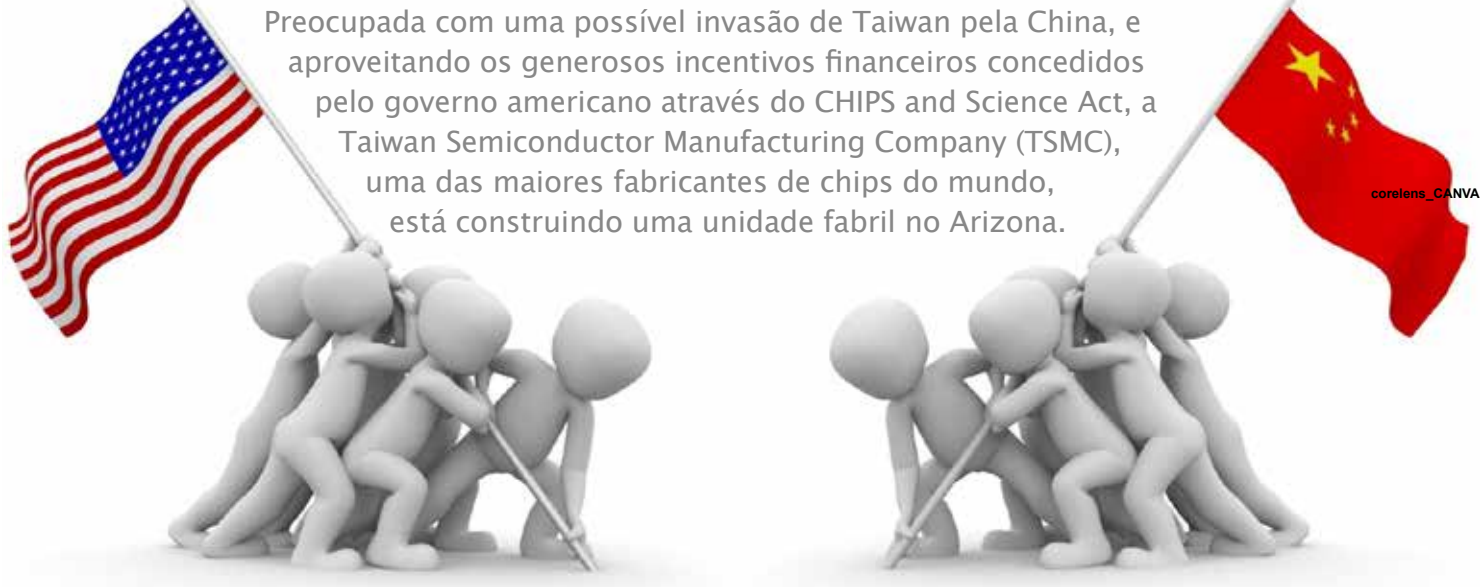 Preocupada com uma possível invasão de Taiwan pela China, e
aproveitando os generosos incentivos financeiros concedidos
pelo governo americano através do CHIPS and Science Act, a
Taiwan Semiconductor Manufacturing Company (TSMC),
uma das maiores fabricantes de chips do mundo,
está construindo uma unidade fabril no Arizona.
corelens_CANVA